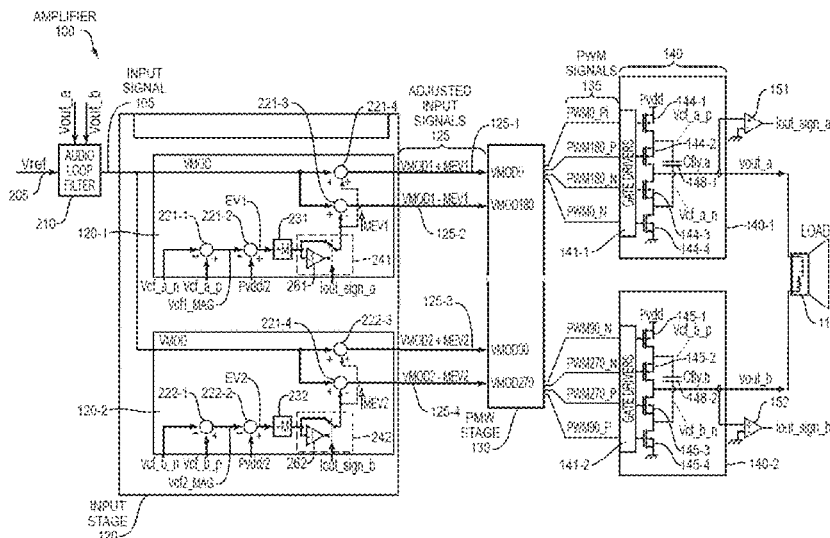 AMPLIFIER
100
Vout_a
Vout_b
INPUT
SIGNAL
105
Vref
205
AUDIO
LOOP
FILTER
210
VMOD
221-3
221-4
ADJUSTED
INPUT
SIGNALS
125
125-1
VMOD1+MEV1
VMOD1-MEV1
125-2
MEV1
120-1
221-1
221-2
EV1
231
241
261
Vcf_a_n
Vcf_a_p
Vcf1_MAG
Pvdd/2
Iout_sign_a
VMOD
221-4
222-3
125-3
VMOD2+MEV2
VMOD2-MEV2
125-4
MEV2
120-2
222-1
222-2
EV2
232
242
262
Vcf_b_n
Vcf_b_p
Vcf2_MAG
Pvdd/2
Iout_sign_b
INPUT
STAGE
120
VMOD0
VMOD180
VMOD90
VMOD270
PMW
STAGE
130
PWM
SIGNALS
135
PWM180_P
PWM180_N
PWM0_N
PWM90_N
PWM270_N
PWM270_P
PWM90_P
140
GATE DRIVERS
141-1
Pvdd
144-1
Vcf_a_p
144-2
Cfly.a
148-1
Vcf_a_n
144-3
144-4
140-1
151
Iout_sign_a
vout_a
LOAD
GATE DRIVERS
141-2
Pvdd
145-1
Vcf_a_p
145-2
Cfly.b
148-2
Vcf_b_n
145-3
145-4
140-2
vout_b
152
Iout_sign_b